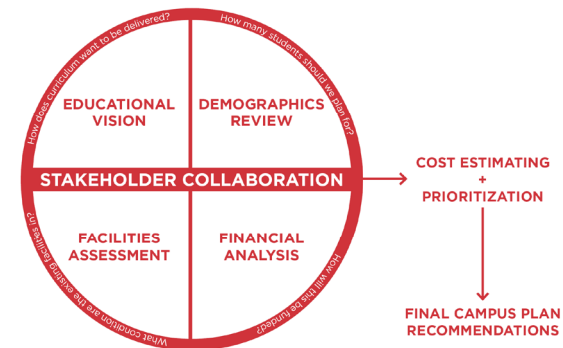 How does curriculum want to be delivered?
How many students should we plan for?
EDUCATIONAL
VISION
DEMOGRAPHICS
REVIEW
STAKEHOLDER COLLABORATION
FACILITIES
ASSESSMENT
FINANCIAL
ANALYSIS
What condition are the existing facilities in?
How will this be funded?
COST ESTIMATING
+
PRIORITIZATION
FINAL CAMPUS PLAN
RECOMMENDATIONS